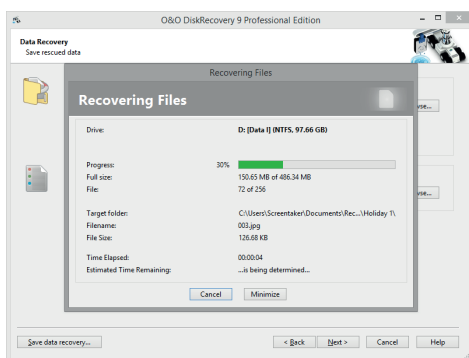 O&O DiskRecovery 9 Professional Edition
Data Recovery
Save rescued data
Recovering Files
Recovering Files
Drive: D: [Data I] (NTFS, 97.66 GB)
Progress: 30%
Full size: 150.65 MB of 486.34 MB
File: 72 of 256
Target folder: C:\Users\Screentaker\Documents\Rec...\Holiday 1\
Filename: 003.jpg
File Size: 126.68 KB
Time Elapsed: 00:00:04
Estimated Time Remaining: ...is being determined...
Cancel Minimize
wse...
wse...
Save data recovery... < Back Next > Cancel Help